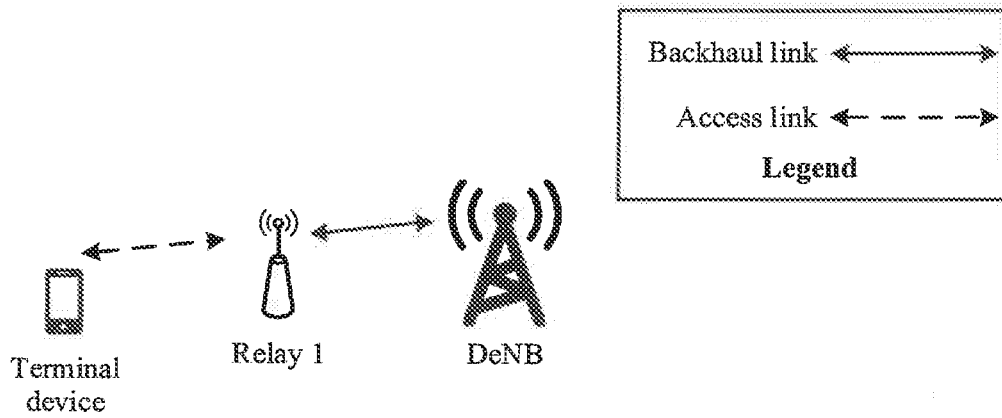 Backhaul link
Access link
Legend
Relay 1
DeNB
Terminal
device